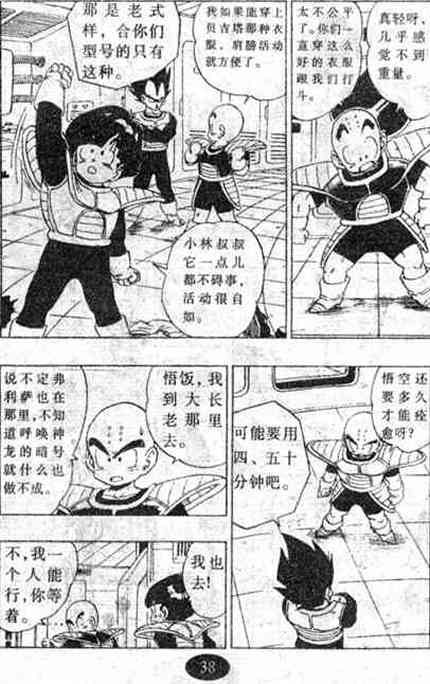 真轻呀，
几乎感
觉不到
重量。
太不公平
了。你们一
直穿这么
好的衣服
跟我们打
斗。
我如果能穿上
贝吉塔那种衣
服，肩膀活动
就方便了。
那是老式
样，合你们
型号的只有
这种。
小林叔叔
它一点儿
都不碍事，
活动很自
如。
悟空还
要多久
才能痊
愈呀？
可能要用
四、五十
分钟吧。
悟饭，我
到大长
老那里
去。
说不定弗
利萨也在
那里，不知
道呼唤神
龙的暗号
就什么也
做不成。
我也
去！
不，我一
个人能
行，你等
着。
38